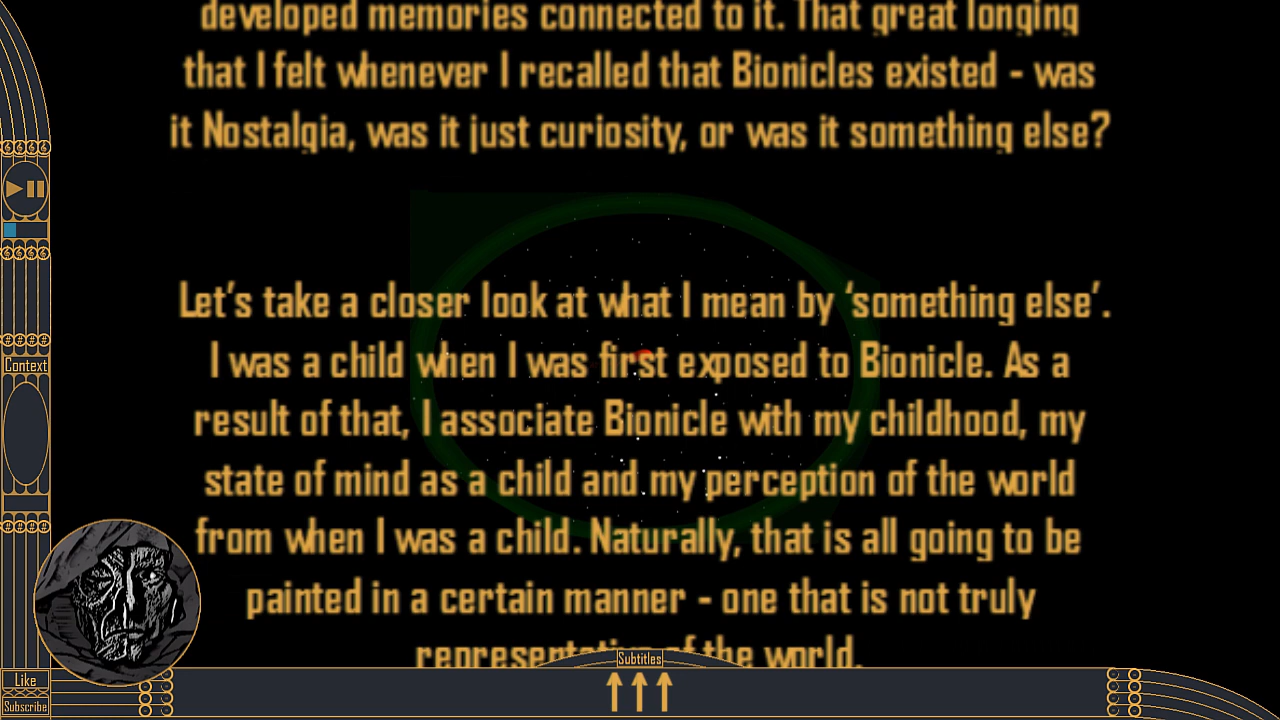 developed memories connected to it. That great longing
that I felt whenever I recalled that Bionicles existed - was
it Nostalgia, was it just curiosity, or was it something else?
Let's take a closer look at what I mean by ‘something else’.
I was a child when I was first exposed to Bionicle. As a
result of that, I associate Bionicle with my childhood, my
state of mind as a child and my perception of the world
from when I was a child. Naturally, that is all going to be
painted in a certain manner - one that is not truly
representative of the world.
Context
Subtitles
Like
Subscribe